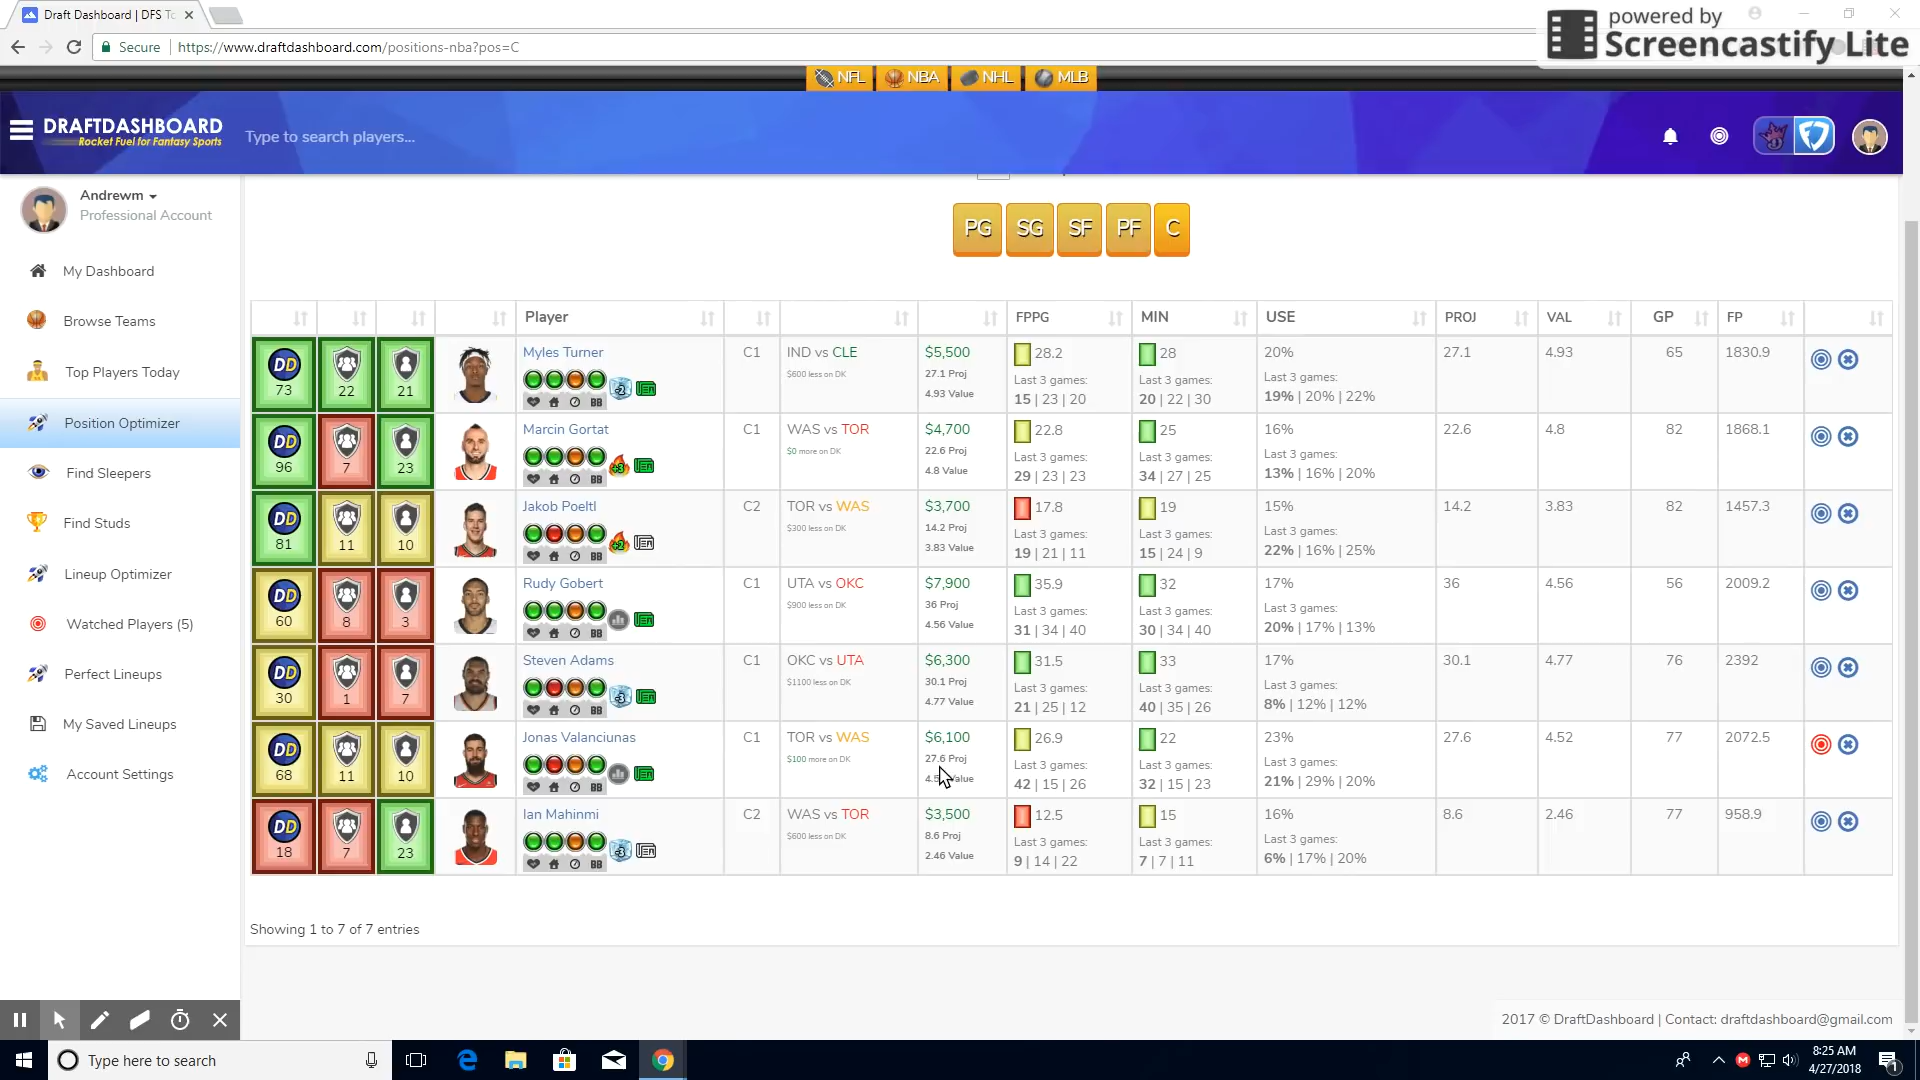 Draft Dashboard | DFS To
powered by
Screencastify Lite
Secure
https://www.draftdashboard.com/positions-nba?pos=C
NFL NBA NHL MLB
DRAFTDASHBOARD
Rocket Fuel for Fantasy Sports
Type to search players...
Andrewm
Professional Account
My Dashboard
Browse Teams
Top Players Today
Position Optimizer
Find Sleepers
Find Studs
Lineup Optimizer
Watched Players (5)
Perfect Lineups
My Saved Lineups
Account Settings
PG SG SF PF C
Player FPPG MIN USE PROJ VAL GP FP
DD 73 22 21 Myles Turner C1 IND vs CLE $5,500 28.2 28 20% 27.1 4.93 65 1830.9
-2 BB $600 less on DK 27.1 Proj Last 3 games: Last 3 games: Last 3 games:
4.93 Value 15 | 23 | 20 20 | 22 | 30 19% | 20% | 22%
DD 96 7 23 Marcin Gortat C1 WAS vs TOR $4,700 22.8 25 16% 22.6 4.8 82 1868.1
+3 BB $0 more on DK 22.6 Proj Last 3 games: Last 3 games: Last 3 games:
4.8 Value 29 | 23 | 23 34 | 27 | 25 13% | 16% | 20%
DD 81 11 10 Jakob Poeltl C2 TOR vs WAS $3,700 17.8 19 15% 14.2 3.83 82 1457.3
+2 BB $300 less on DK 14.2 Proj Last 3 games: Last 3 games: Last 3 games:
3.83 Value 19 | 21 | 11 15 | 24 | 9 22% | 16% | 25%
DD 60 8 3 Rudy Gobert C1 UTA vs OKC $7,900 35.9 32 17% 36 4.56 56 2009.2
BB $900 less on DK 36 Proj Last 3 games: Last 3 games: Last 3 games:
4.56 Value 31 | 34 | 40 30 | 34 | 40 20% | 17% | 13%
DD 30 1 7 Steven Adams C1 OKC vs UTA $6,300 31.5 33 17% 30.1 4.77 76 2392
-3 BB $1100 less on DK 30.1 Proj Last 3 games: Last 3 games: Last 3 games:
4.77 Value 21 | 25 | 12 40 | 35 | 26 8% | 12% | 12%
DD 68 11 10 Jonas Valanciunas C1 TOR vs WAS $6,100 26.9 22 23% 27.6 4.52 77 2072.5
BB $100 more on DK 27.6 Proj Last 3 games: Last 3 games: Last 3 games:
42 | 15 | 26 32 | 15 | 23 21% | 29% | 20%
DD 18 7 23 Ian Mahinmi C2 WAS vs TOR $3,500 12.5 15 16% 8.6 2.46 77 958.9
-3 BB $600 less on DK 8.6 Proj Last 3 games: Last 3 games: Last 3 games:
2.46 Value 9 | 14 | 22 7 | 7 | 11 6% | 17% | 20%
Showing 1 to 7 of 7 entries
2017 © DraftDashboard | Contact: draftdashboard@gmail.com
Type here to search
8:25 AM
4/27/2018
1